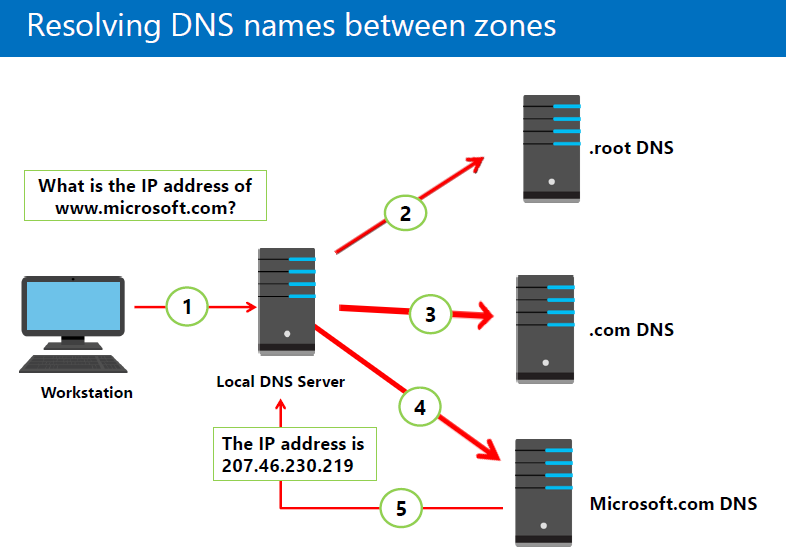 Resolving DNS names between zones
.root DNS
What is the IP address of
www.microsoft.com?
2
1
3
.com DNS
Workstation
Local DNS Server
4
The IP address is
207.46.230.219
5
Microsoft.com DNS